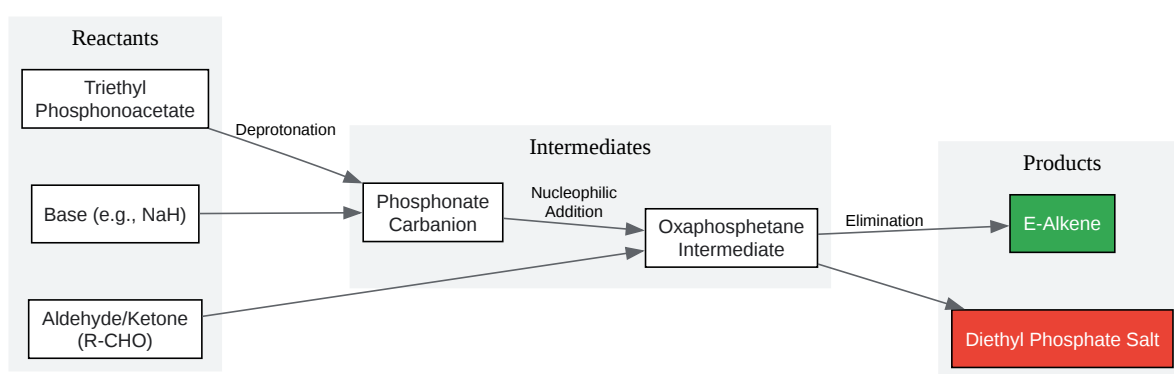 Reactants
Triethyl
Phosphonoacetate
Base (e.g., NaH)
Aldehyde/Ketone
(R-CHO)
Deprotonation
Intermediates
Phosphonate
Carbanion
Nucleophilic
Addition
Oxaphosphetane
Intermediate
Elimination
Products
E-Alkene
Diethyl Phosphate Salt